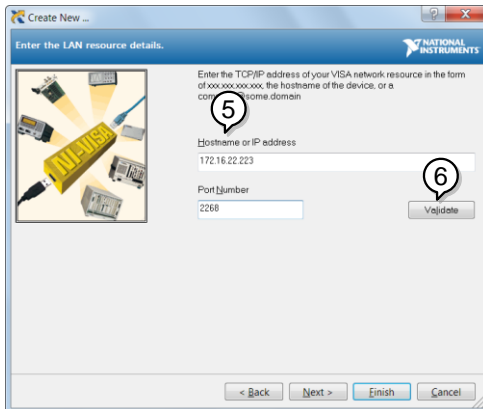 Create New ...
Enter the LAN resource details.
NATIONAL
INSTRUMENTS
Enter the TCP/IP address of your VISA network resource in the form
of xxx.xxx.xxx.xxx, the hostname of the device, or a
some.domain
5
Hostname or IP address
172.16.22.223
6
Port Number
2268
Validate
NI-VISA
< Back
Next >
Finish
Cancel